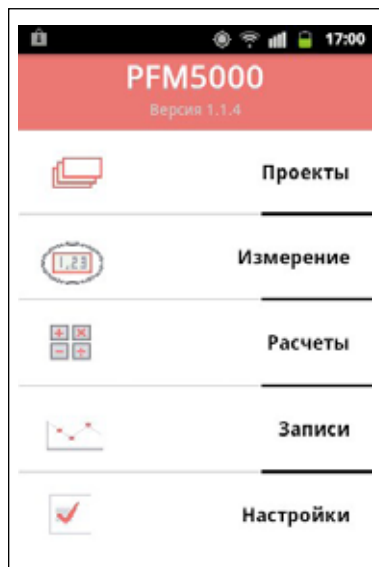 17:00
PFM5000
Версия 1.1.4
Проекты
1,23
Измерение
Расчеты
Записи
Настройки